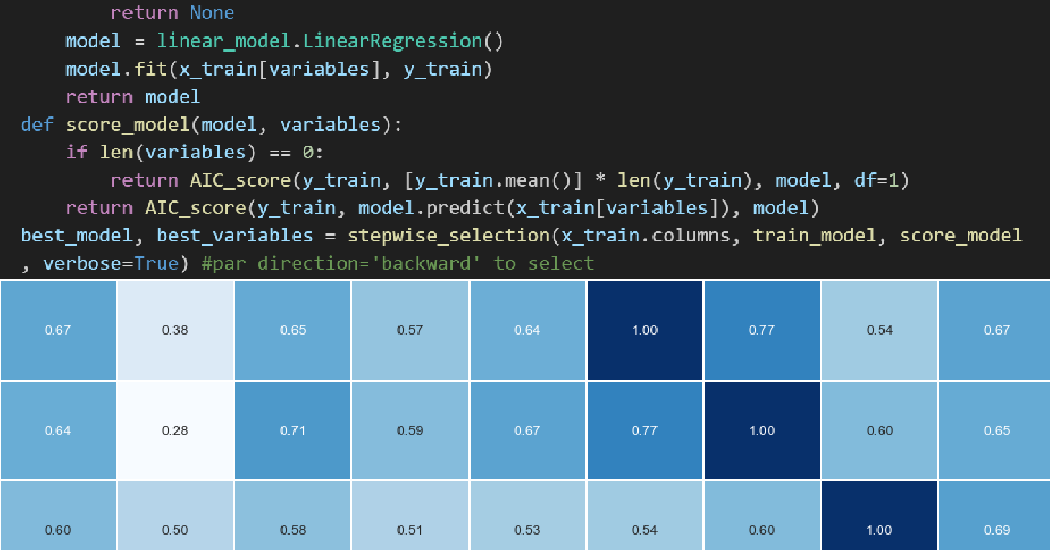 return None
model = linear_model.LinearRegression()
model.fit(x_train[variables], y_train)
return model
def score_model(model, variables):
if len(variables) == 0:
return AIC_score(y_train, [y_train.mean()] * len(y_train), model, df=1)
return AIC_score(y_train, model.predict(x_train[variables]), model)
best_model, best_variables = stepwise_selection(x_train.columns, train_model, score_model
, verbose=True) #par direction='backward' to select
0.67 0.38 0.65 0.57 0.64 1.00 0.77 0.54 0.67
0.64 0.28 0.71 0.59 0.67 0.77 1.00 0.60 0.65
0.60 0.50 0.58 0.51 0.53 0.54 0.60 1.00 0.69